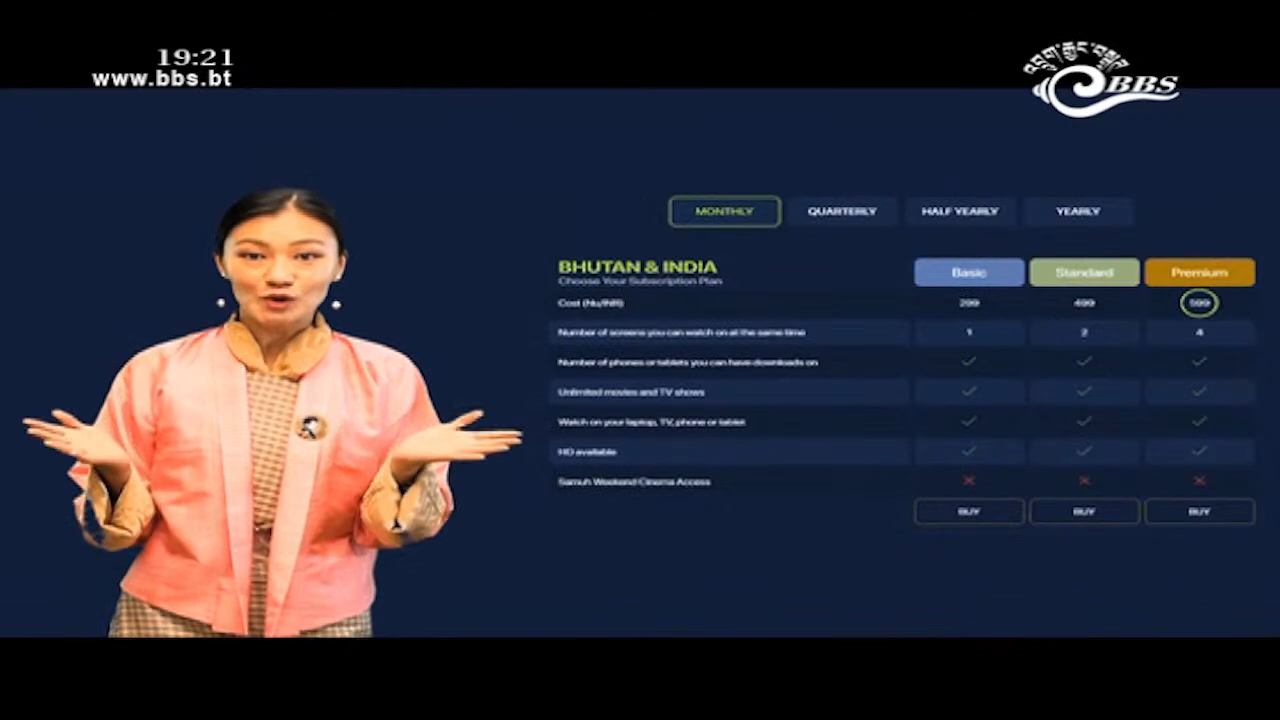 19:21
www.bbs.bt
BBS
MONTHLY QUARTERLY HALF YEARLY YEARLY
BHUTAN & INDIA
Choose Your Subscription Plan
Basic Standard Premium
Cost (Nu/INR) 299 499 599
Number of screens you can watch on at the same time 1 2 4
Number of phones or tablets you can have downloads on
Unlimited movies and TV shows
Watch on your laptop, TV, phone or tablet
HD available
Samuh Weekend Cinema Access
BUY BUY BUY